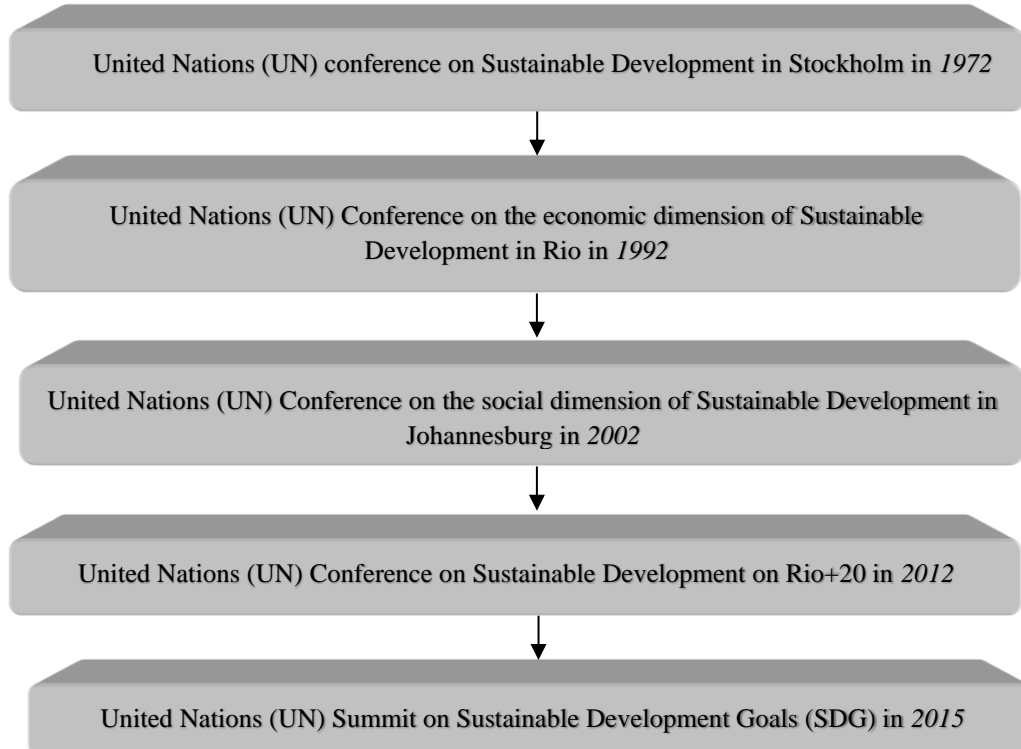 United Nations (UN) conference on Sustainable Development in Stockholm in 1972
United Nations (UN) Conference on the economic dimension of Sustainable
Development in Rio in 1992
United Nations (UN) Conference on the social dimension of Sustainable Development in
Johannesburg in 2002
United Nations (UN) Conference on Sustainable Development on Rio+20 in 2012
United Nations (UN) Summit on Sustainable Development Goals (SDG) in 2015